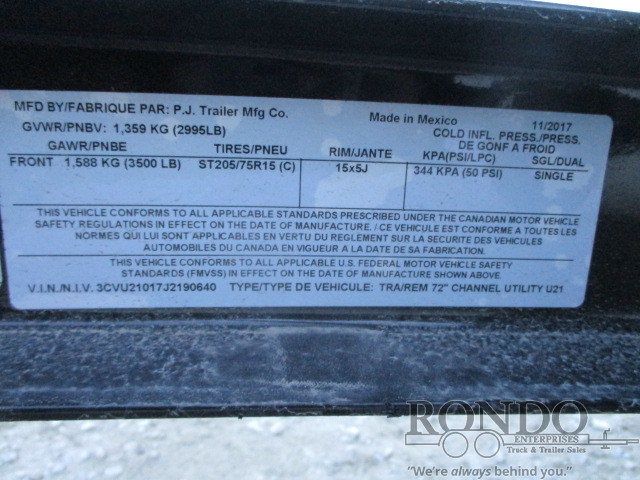 MFD BY/FABRIQUE PAR: P.J. Trailer Mfg Co. Made in Mexico 11/2017
GVWR/PNBV: 1,359 KG (2995LB) COLD INFL. PRESS./PRESS.
DE GONF A FROID
GAWR/PNBE TIRES/PNEU RIM/JANTE KPA(PSI/LPC) SGL/DUAL
FRONT 1,588 KG (3500 LB) ST205/75R15 (C) 15x5J 344 KPA (50 PSI) SINGLE
THIS VEHICLE CONFORMS TO ALL APPLICABLE STANDARDS PRESCRIBED UNDER THE CANADIAN MOTOR VEHICLE
SAFETY REGULATIONS IN EFFECT ON THE DATE OF MANUFACTURE. / CE VEHICULE EST CONFORME A TOUTES LES
NORMES QUI LUI SONT APPLICABLES EN VERTU DU REGLEMENT SUR LA SECURITE DES VEHICULES
AUTOMOBILES DU CANADA EN VIGUEUR A LA DATE DE SA FABRICATION.
THIS VEHICLE CONFORMS TO ALL APPLICABLE U.S. FEDERAL MOTOR VEHICLE SAFETY
STANDARDS (FMVSS) IN EFFECT ON THE DATE OF MANUFACTURE SHOWN ABOVE.
V.I.N./N.I.V. 3CVU21017J2190640 TYPE/TYPE DE VEHICULE: TRA/REM 72" CHANNEL UTILITY U21
RONDO
ENTERPRISES
Truck & Trailer Sales
"We're always behind you."